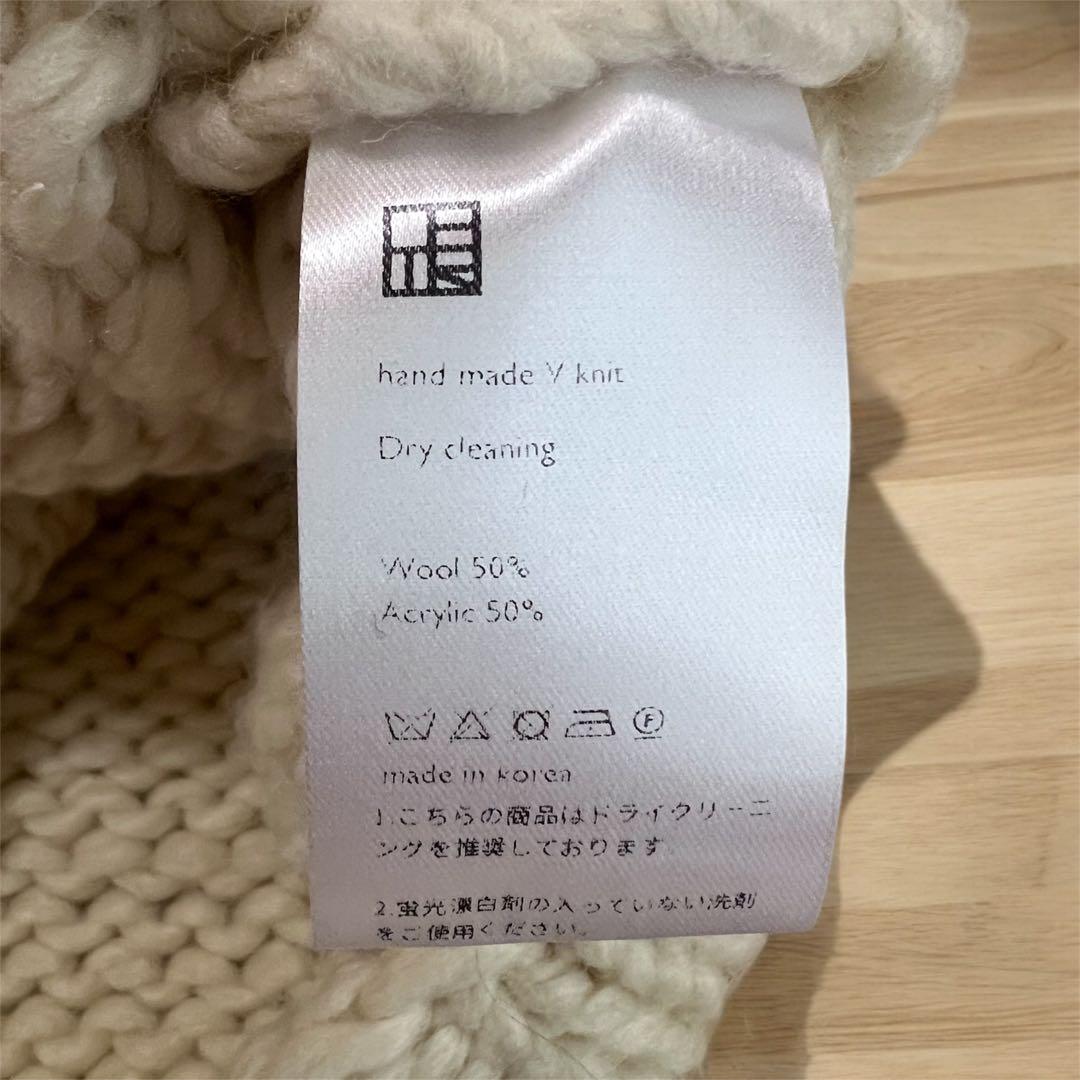 hand made V knit
Dry cleaning
Wool 50%
Acrylic 50%
F
made in korea
1.こちらの商品はドライクリーニ
ングを推奨しております.
2.蛍光漂白剤の入っていない洗剤
をご使用ください。